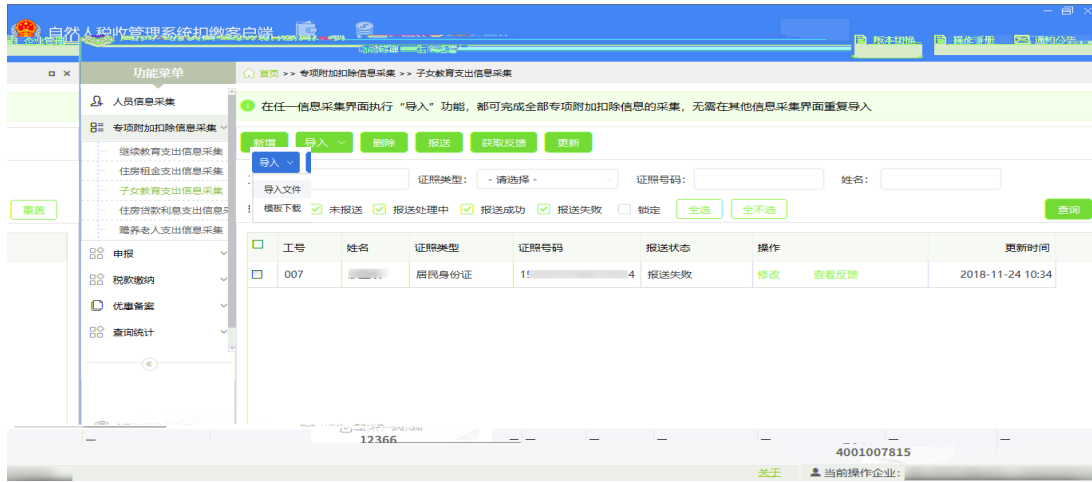 自然人税收管理系统扣缴客户端
版本切换 操作手册 通知公告
功能菜单
首页 >> 专项附加扣除信息采集 >> 子女教育支出信息采集
人员信息采集
专项附加扣除信息采集
继续教育支出信息采集
住房租金支出信息采集
子女教育支出信息采集
住房贷款利息支出信息采
赡养老人支出信息采集
申报
税款缴纳
优惠备案
查询统计
在任一信息采集界面执行“导入”功能，都可完成全部专项附加扣除信息的采集，无需在其他信息采集界面重复导入
新增 导入 删除 报送 获取反馈 更新
导入
导入文件
模板下载
证照类型： - 请选择 - 证照号码： 姓名：
未报送 报送处理中 报送成功 报送失败 锁定 全选 全不选 查询
重置
工号 姓名 证照类型 证照号码 报送状态 操作 更新时间
007 居民身份证 15 4 报送失败 修改 查看反馈 2018-11-24 10:34
12366
4001007815
关于 当前操作企业：